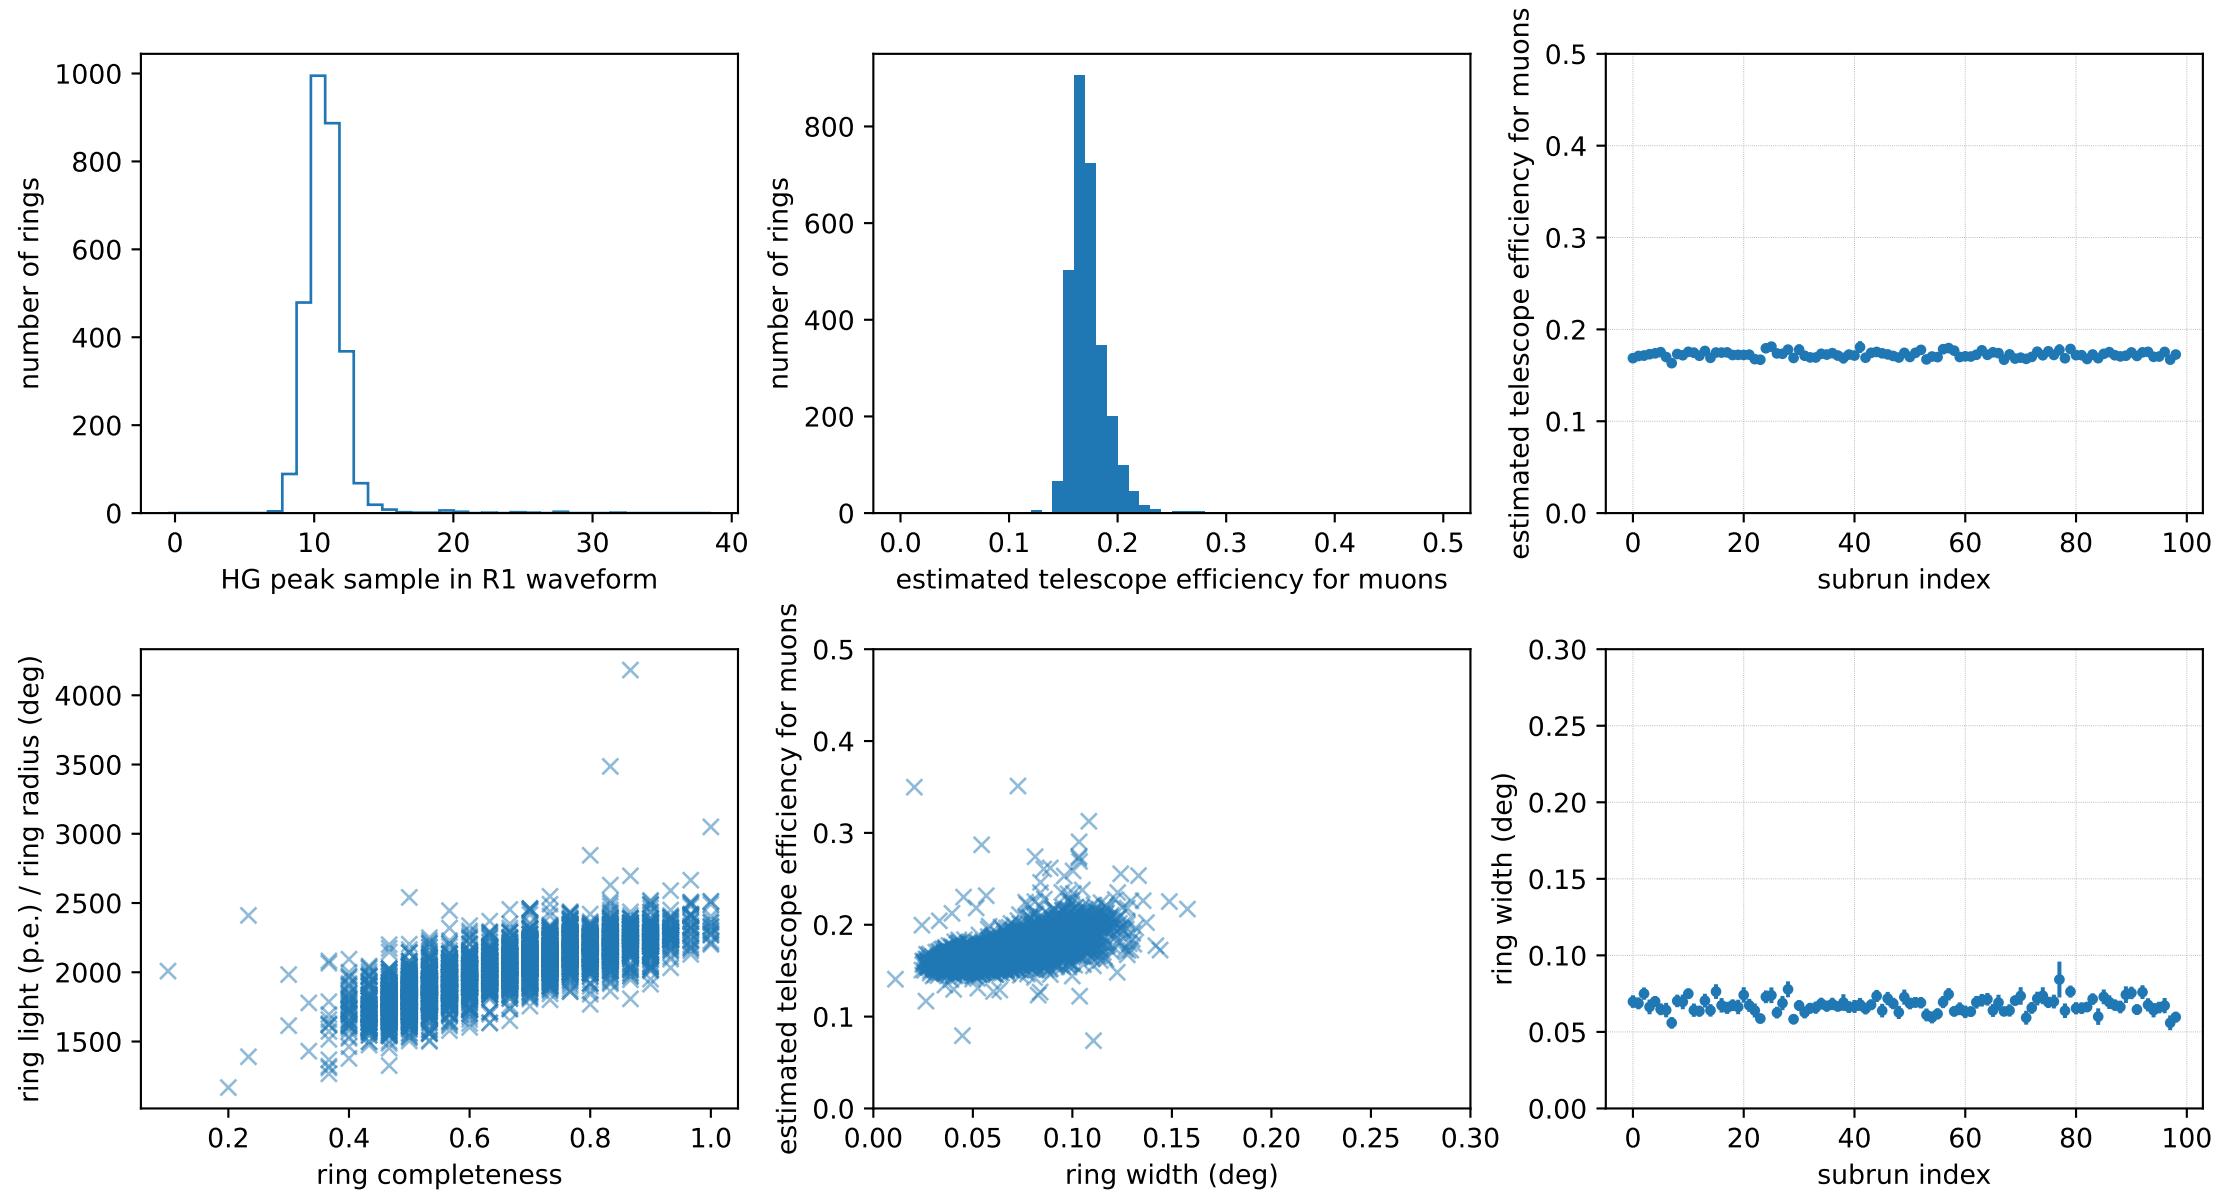 number of rings
1000
800
600
400
200
0
0 10 20 30 40
HG peak sample in R1 waveform
number of rings
800
600
400
200
0
0.0 0.1 0.2 0.3 0.4 0.5
estimated telescope efficiency for muons
estimated telescope efficiency for muons
0.5
0.4
0.3
0.2
0.1
0.0
0 20 40 60 80 100
subrun index
ring light (p.e.) / ring radius (deg)
4000
3500
3000
2500
2000
1500
0.2 0.4 0.6 0.8 1.0
ring completeness
estimated telescope efficiency for muons
0.5
0.4
0.3
0.2
0.1
0.0
0.00 0.05 0.10 0.15 0.20 0.25 0.30
ring width (deg)
ring width (deg)
0.30
0.25
0.20
0.15
0.10
0.05
0.00
0 20 40 60 80 100
subrun index